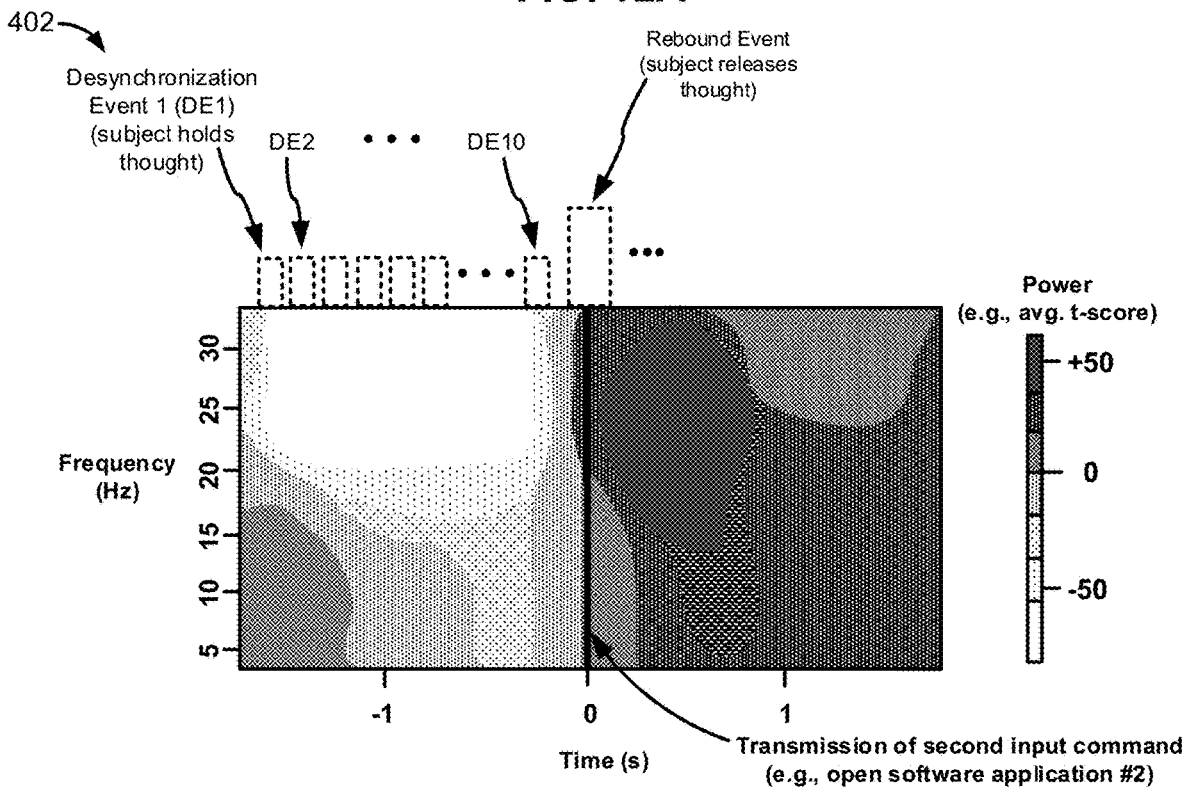 402
Desynchronization
Event 1 (DE1)
(subject holds
thought)
DE2
• • •
DE10
Rebound Event
(subject releases
thought)
• • •
•••
Power
(e.g., avg. t-score)
+50
0
-50
Frequency
(Hz)
30
25
20
15
10
5
-1
0
1
Time (s)
Transmission of second input command
(e.g., open software application #2)